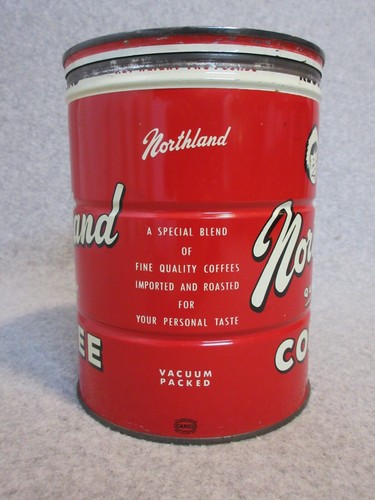 Northland
and
A SPECIAL BLEND
OF
FINE QUALITY COFFEES
IMPORTED AND ROASTED
FOR
YOUR PERSONAL TASTE
Nor
EE
CO
VACUUM
PACKED
CANCO